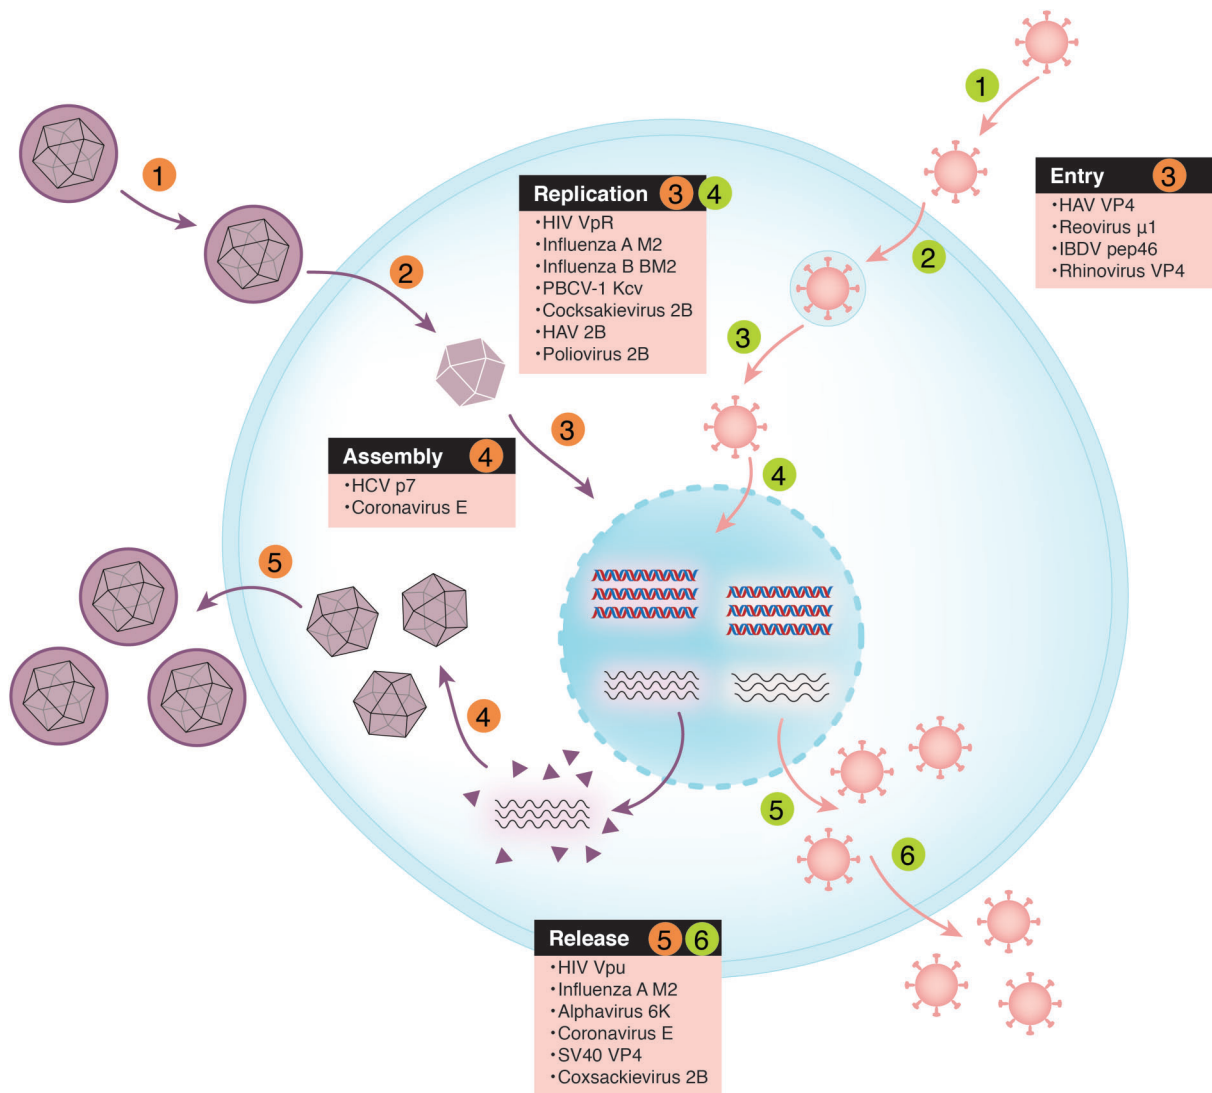 1
1
Replication 3 4
•HIV VpR
•Influenza A M2
•Influenza B BM2
•PBCV-1 Kcv
•Cocksakievirus 2B
•HAV 2B
•Poliovirus 2B
Entry 3
•HAV VP4
•Reovirus µ1
•IBDV pep46
•Rhinovirus VP4
2
2
3
3
Assembly 4
•HCV p7
•Coronavirus E
4
5
4
5
6
Release 5 6
•HIV Vpu
•Influenza A M2
•Alphavirus 6K
•Coronavirus E
•SV40 VP4
•Coxsackievirus 2B